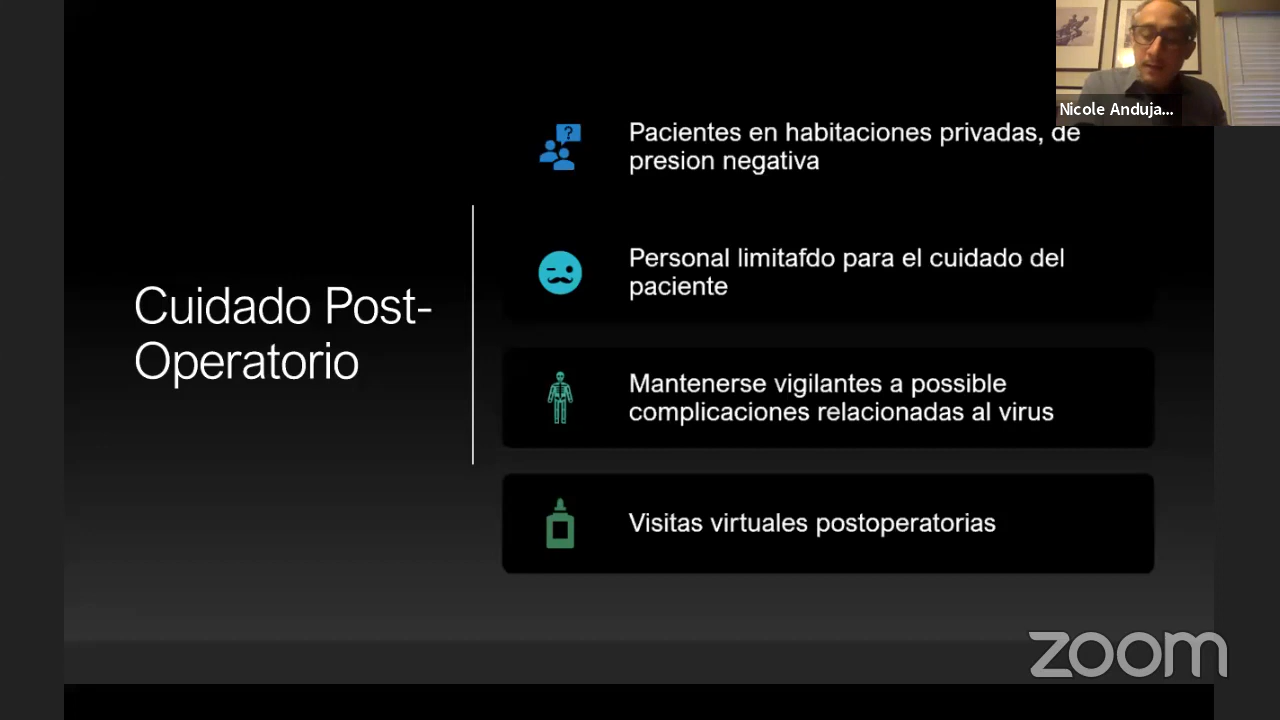 Nicole Anduja...
Pacientes en habitaciones privadas, de
presion negativa
Personal limitafdo para el cuidado del
paciente
Cuidado Post-
Operatorio
Mantenerse vigilantes a possible
complicaciones relacionadas al virus
Visitas virtuales postoperatorias
?
zoom